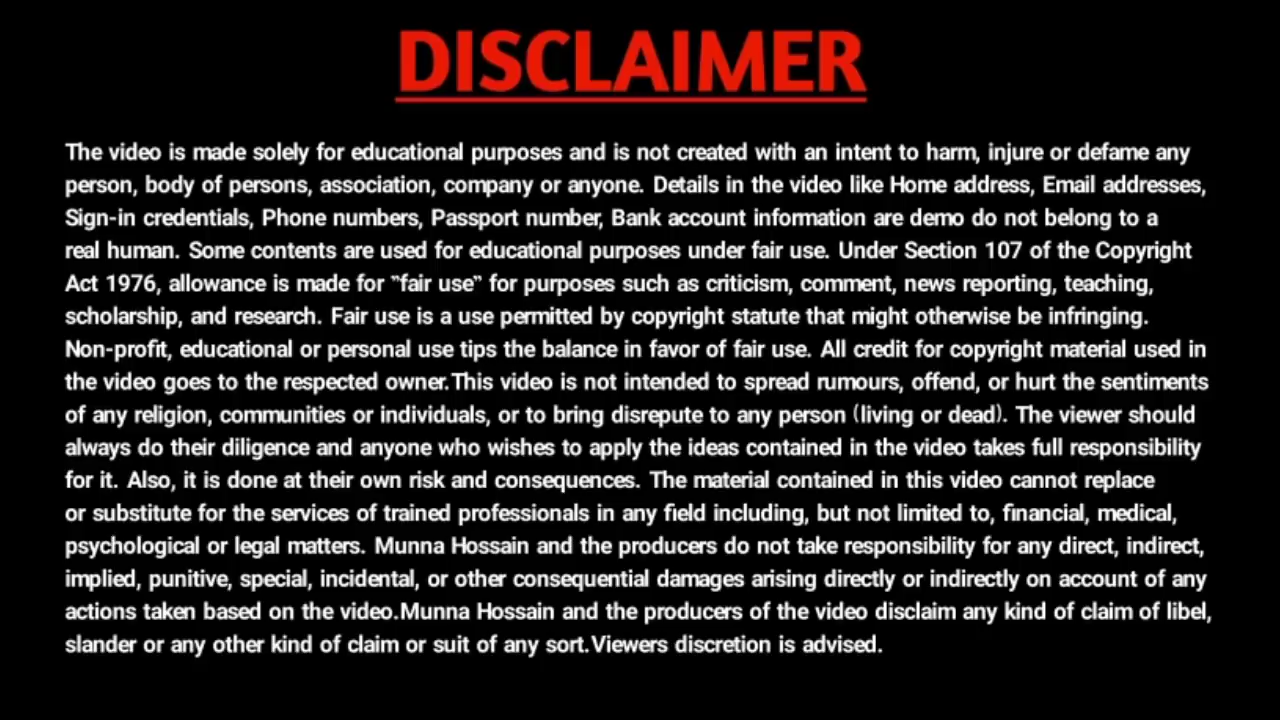 DISCLAIMER
The video is made solely for educational purposes and is not created with an intent to harm, injure or defame any
person, body of persons, association, company or anyone. Details in the video like Home address, Email addresses,
Sign-in credentials, Phone numbers, Passport number, Bank account information are demo do not belong to a
real human. Some contents are used for educational purposes under fair use. Under Section 107 of the Copyright
Act 1976, allowance is made for "fair use" for purposes such as criticism, comment, news reporting, teaching,
scholarship, and research. Fair use is a use permitted by copyright statute that might otherwise be infringing.
Non-profit, educational or personal use tips the balance in favor of fair use. All credit for copyright material used in
the video goes to the respected owner.This video is not intended to spread rumours, offend, or hurt the sentiments
of any religion, communities or individuals, or to bring disrepute to any person (living or dead). The viewer should
always do their diligence and anyone who wishes to apply the ideas contained in the video takes full responsibility
for it. Also, it is done at their own risk and consequences. The material contained in this video cannot replace
or substitute for the services of trained professionals in any field including, but not limited to, financial, medical,
psychological or legal matters. Munna Hossain and the producers do not take responsibility for any direct, indirect,
implied, punitive, special, incidental, or other consequential damages arising directly or indirectly on account of any
actions taken based on the video.Munna Hossain and the producers of the video disclaim any kind of claim of libel,
slander or any other kind of claim or suit of any sort.Viewers discretion is advised.